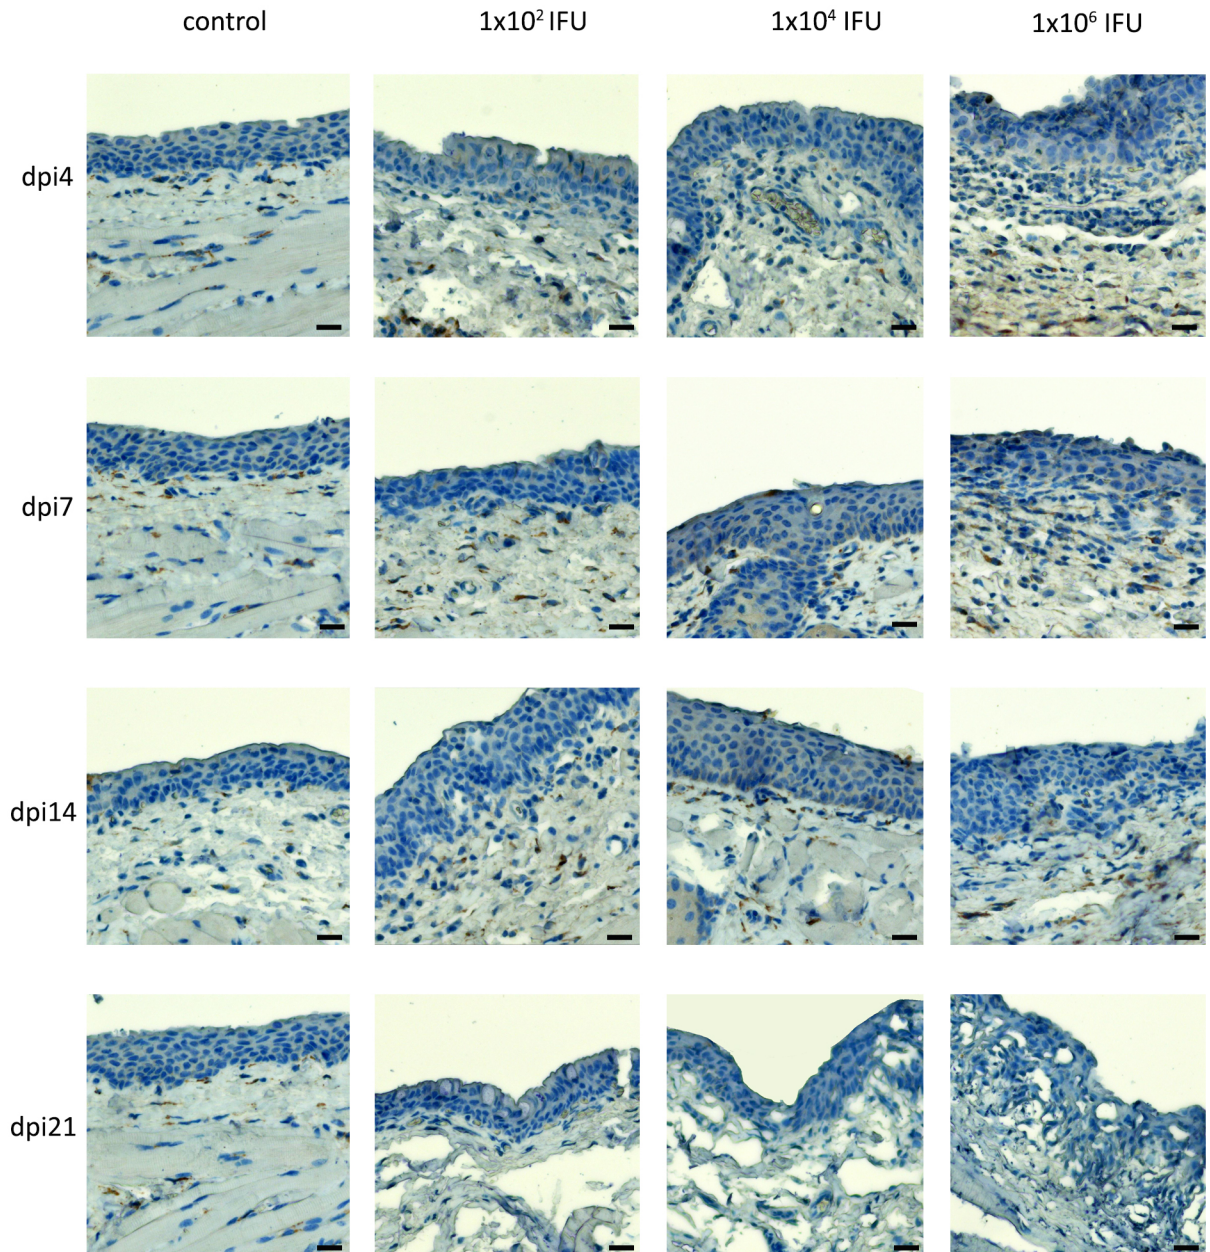 control 1x10² IFU 1x10⁴ IFU 1x10⁶ IFU
dpi4
dpi7
dpi14
dpi21